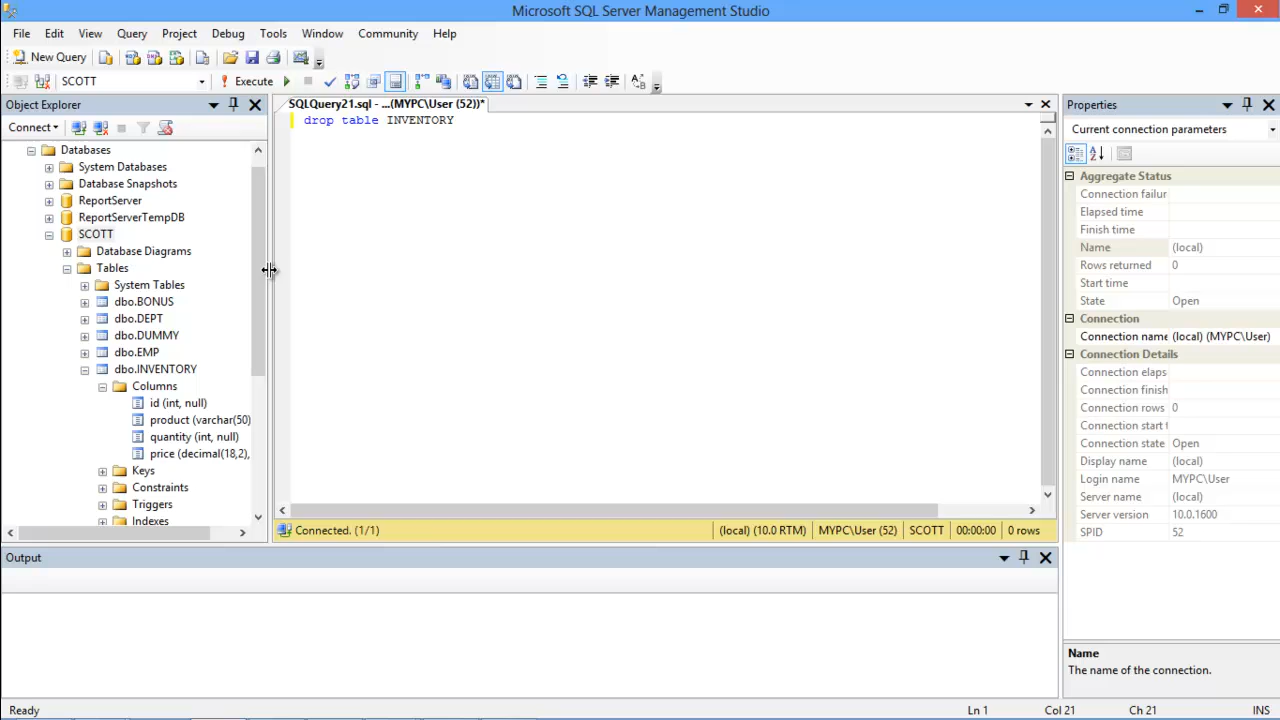 Microsoft SQL Server Management Studio
File Edit View Query Project Debug Tools Window Community Help
New Query
SCOTT Execute
Object Explorer
Connect
Databases
System Databases
Database Snapshots
ReportServer
ReportServerTempDB
SCOTT
Database Diagrams
Tables
System Tables
dbo.BONUS
dbo.DEPT
dbo.DUMMY
dbo.EMP
dbo.INVENTORY
Columns
id (int, null)
product (varchar(50)
quantity (int, null)
price (decimal(18,2),
Keys
Constraints
Triggers
Indexes
SQLQuery21.sql - ...(MYPC\User (52))*
drop table INVENTORY
Connected. (1/1) (local) (10.0 RTM) MYPC\User (52) SCOTT 00:00:00 0 rows
Properties
Current connection parameters
Aggregate Status
Connection failur
Elapsed time
Finish time
Name (local)
Rows returned 0
Start time
State Open
Connection
Connection name (local) (MYPC\User)
Connection Details
Connection elaps
Connection finish
Connection rows 0
Connection start t
Connection state Open
Display name (local)
Login name MYPC\User
Server name (local)
Server version 10.0.1600
SPID 52
Name
The name of the connection.
Output
Ready Ln 1 Col 21 Ch 21 INS